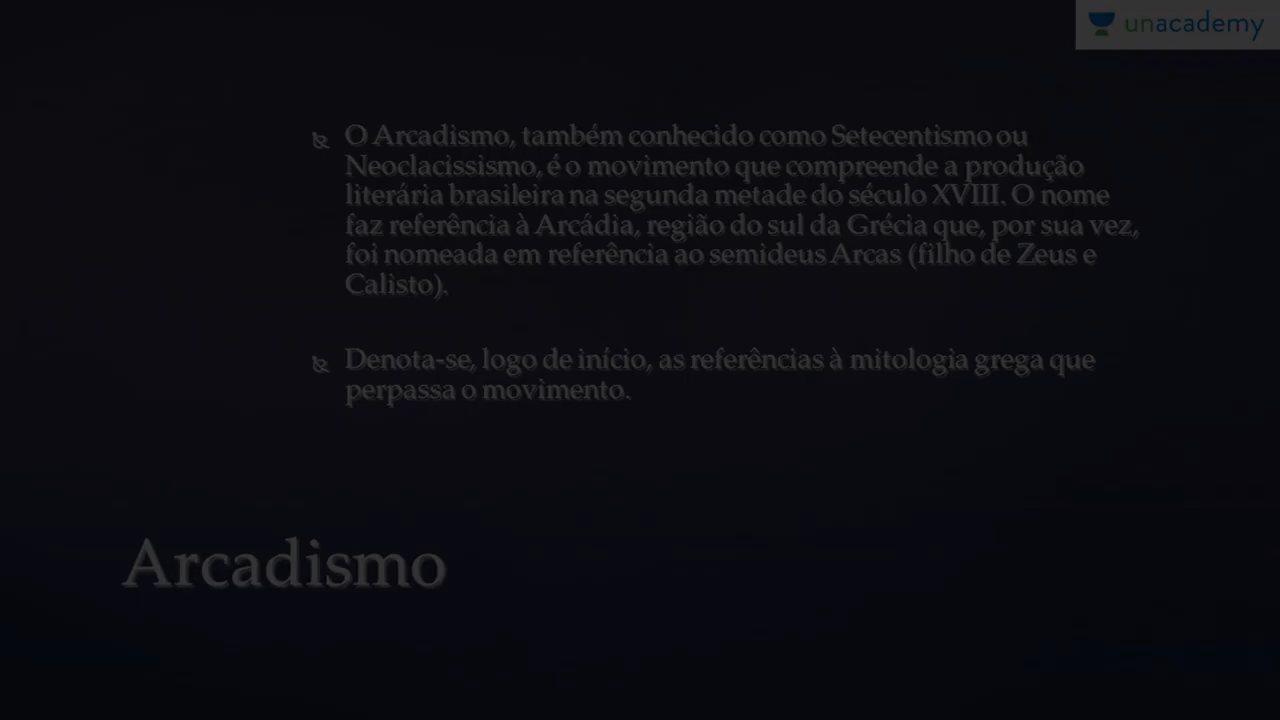 unacademy
O Arcadismo, também conhecido como Setecentismo ou
Neoclacissismo, é o movimento que compreende a produção
literária brasileira na segunda metade do século XVIII. O nome
faz referência à Arcádia, região do sul da Grécia que, por sua vez,
foi nomeada em referência ao semideus Arcas (filho de Zeus e
Calisto).
Denota-se, logo de início, as referências à mitologia grega que
perpassa o movimento.
Arcadismo